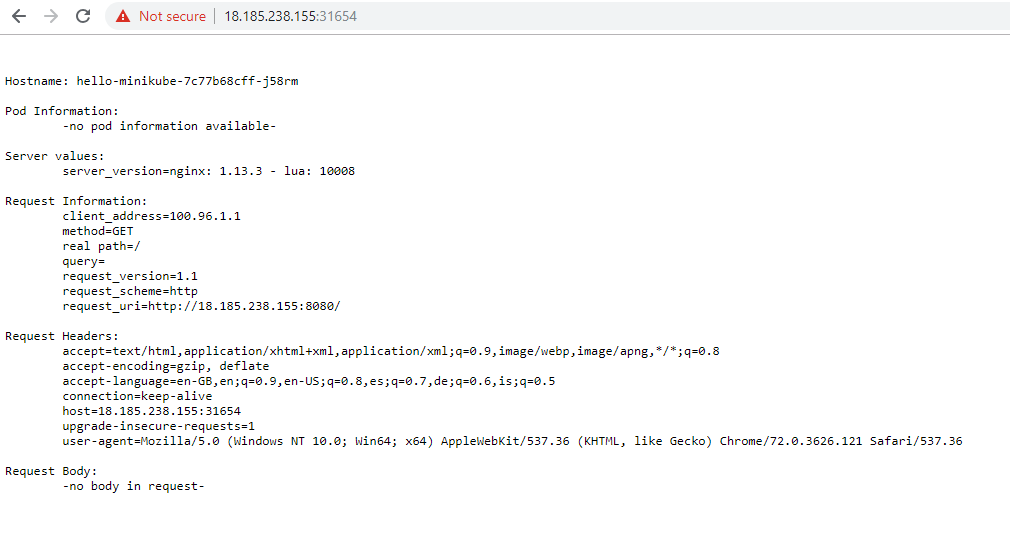 Not secure | 18.185.238.155:31654
Hostname: hello-minikube-7c77b68cff-j58rm
Pod Information:
-no pod information available-
Server values:
server_version=nginx: 1.13.3 - lua: 10008
Request Information:
client_address=100.96.1.1
method=GET
real path=/
query=
request_version=1.1
request_scheme=http
request_uri=http://18.185.238.155:8080/
Request Headers:
accept=text/html,application/xhtml+xml,application/xml;q=0.9,image/webp,image/apng,*/*;q=0.8
accept-encoding=gzip, deflate
accept-language=en-GB,en;q=0.9,en-US;q=0.8,es;q=0.7,de;q=0.6,is;q=0.5
connection=keep-alive
host=18.185.238.155:31654
upgrade-insecure-requests=1
user-agent=Mozilla/5.0 (Windows NT 10.0; Win64; x64) AppleWebKit/537.36 (KHTML, like Gecko) Chrome/72.0.3626.121 Safari/537.36
Request Body:
-no body in request-